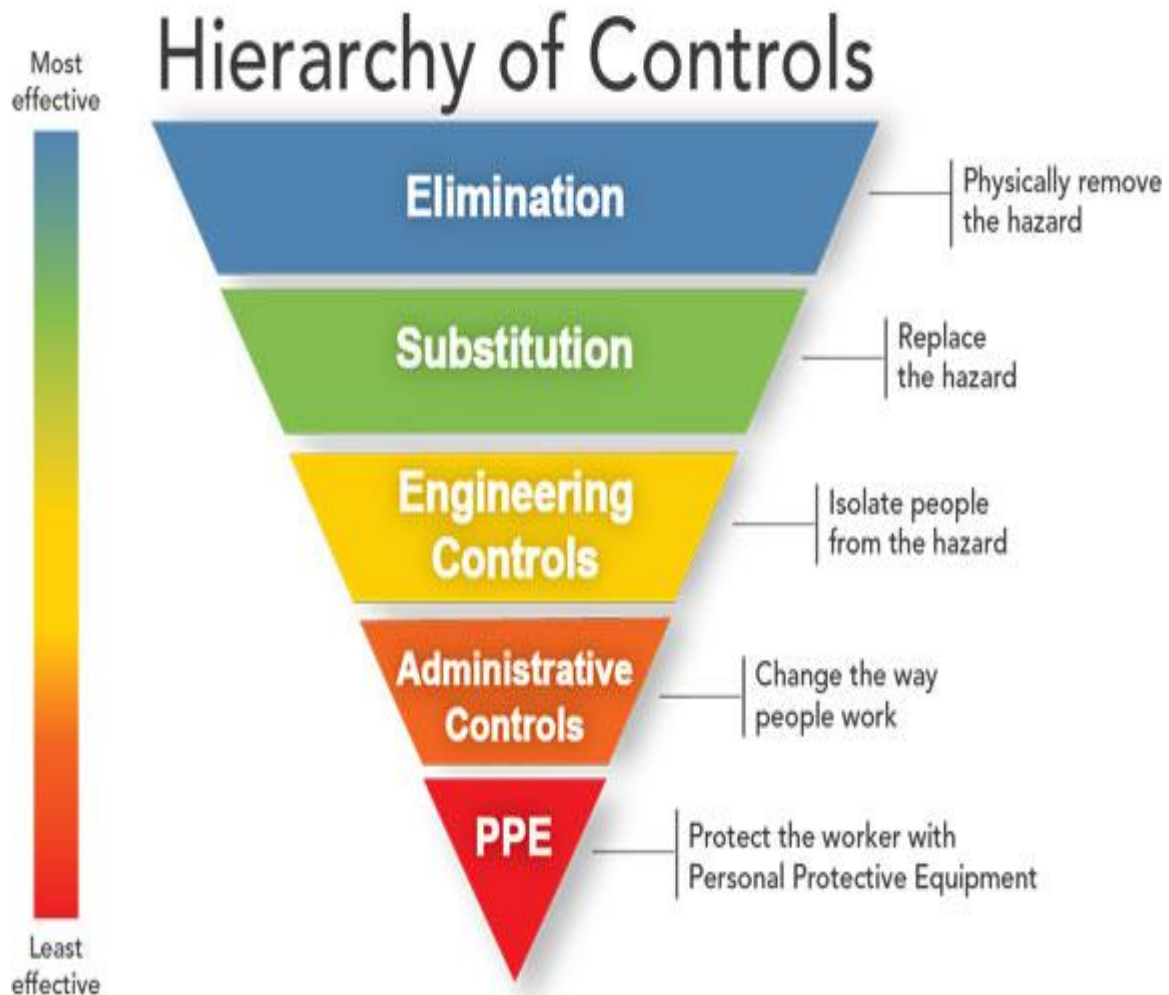 Hierarchy of Controls
Most
effective
Elimination
Physically remove
the hazard
Substitution
Replace
the hazard
Engineering
Controls
Isolate people
from the hazard
Administrative
Controls
Change the way
people work
PPE
Protect the worker with
Personal Protective Equipment
Least
effective